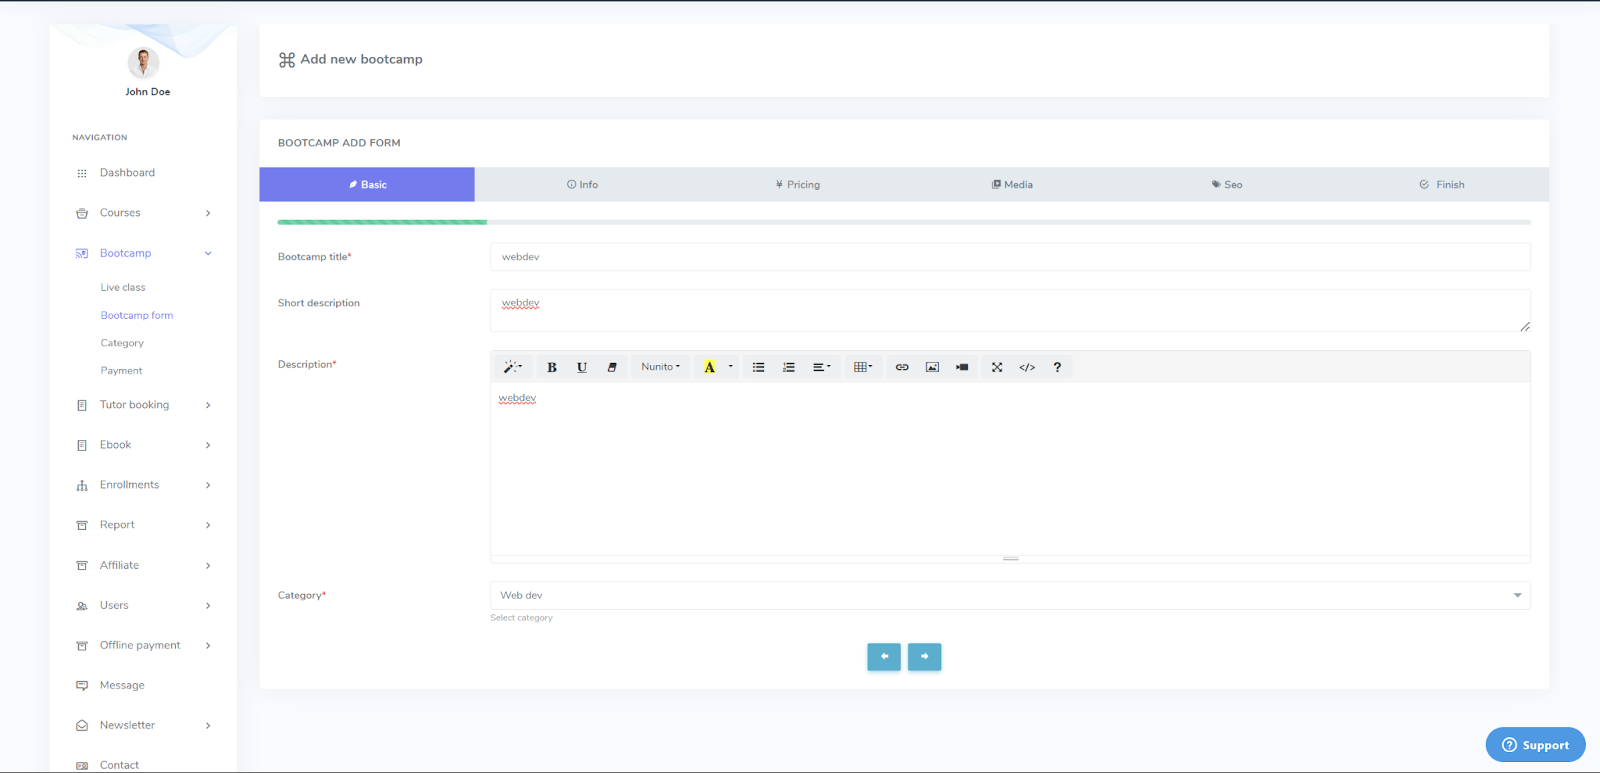 John Doe
NAVIGATION
Dashboard
Courses
Bootcamp
Live class
Bootcamp form
Category
Payment
Tutor booking
Ebook
Enrollments
Report
Affiliate
Users
Offline payment
Message
Newsletter
Contact
Add new bootcamp
BOOTCAMP ADD FORM
Basic
Info
¥ Pricing
Media
Seo
Finish
Bootcamp title*
webdev
Short description
webdev
Description*
B U Nunito A </> ?
webdev
Category*
Web dev
Select category
Support